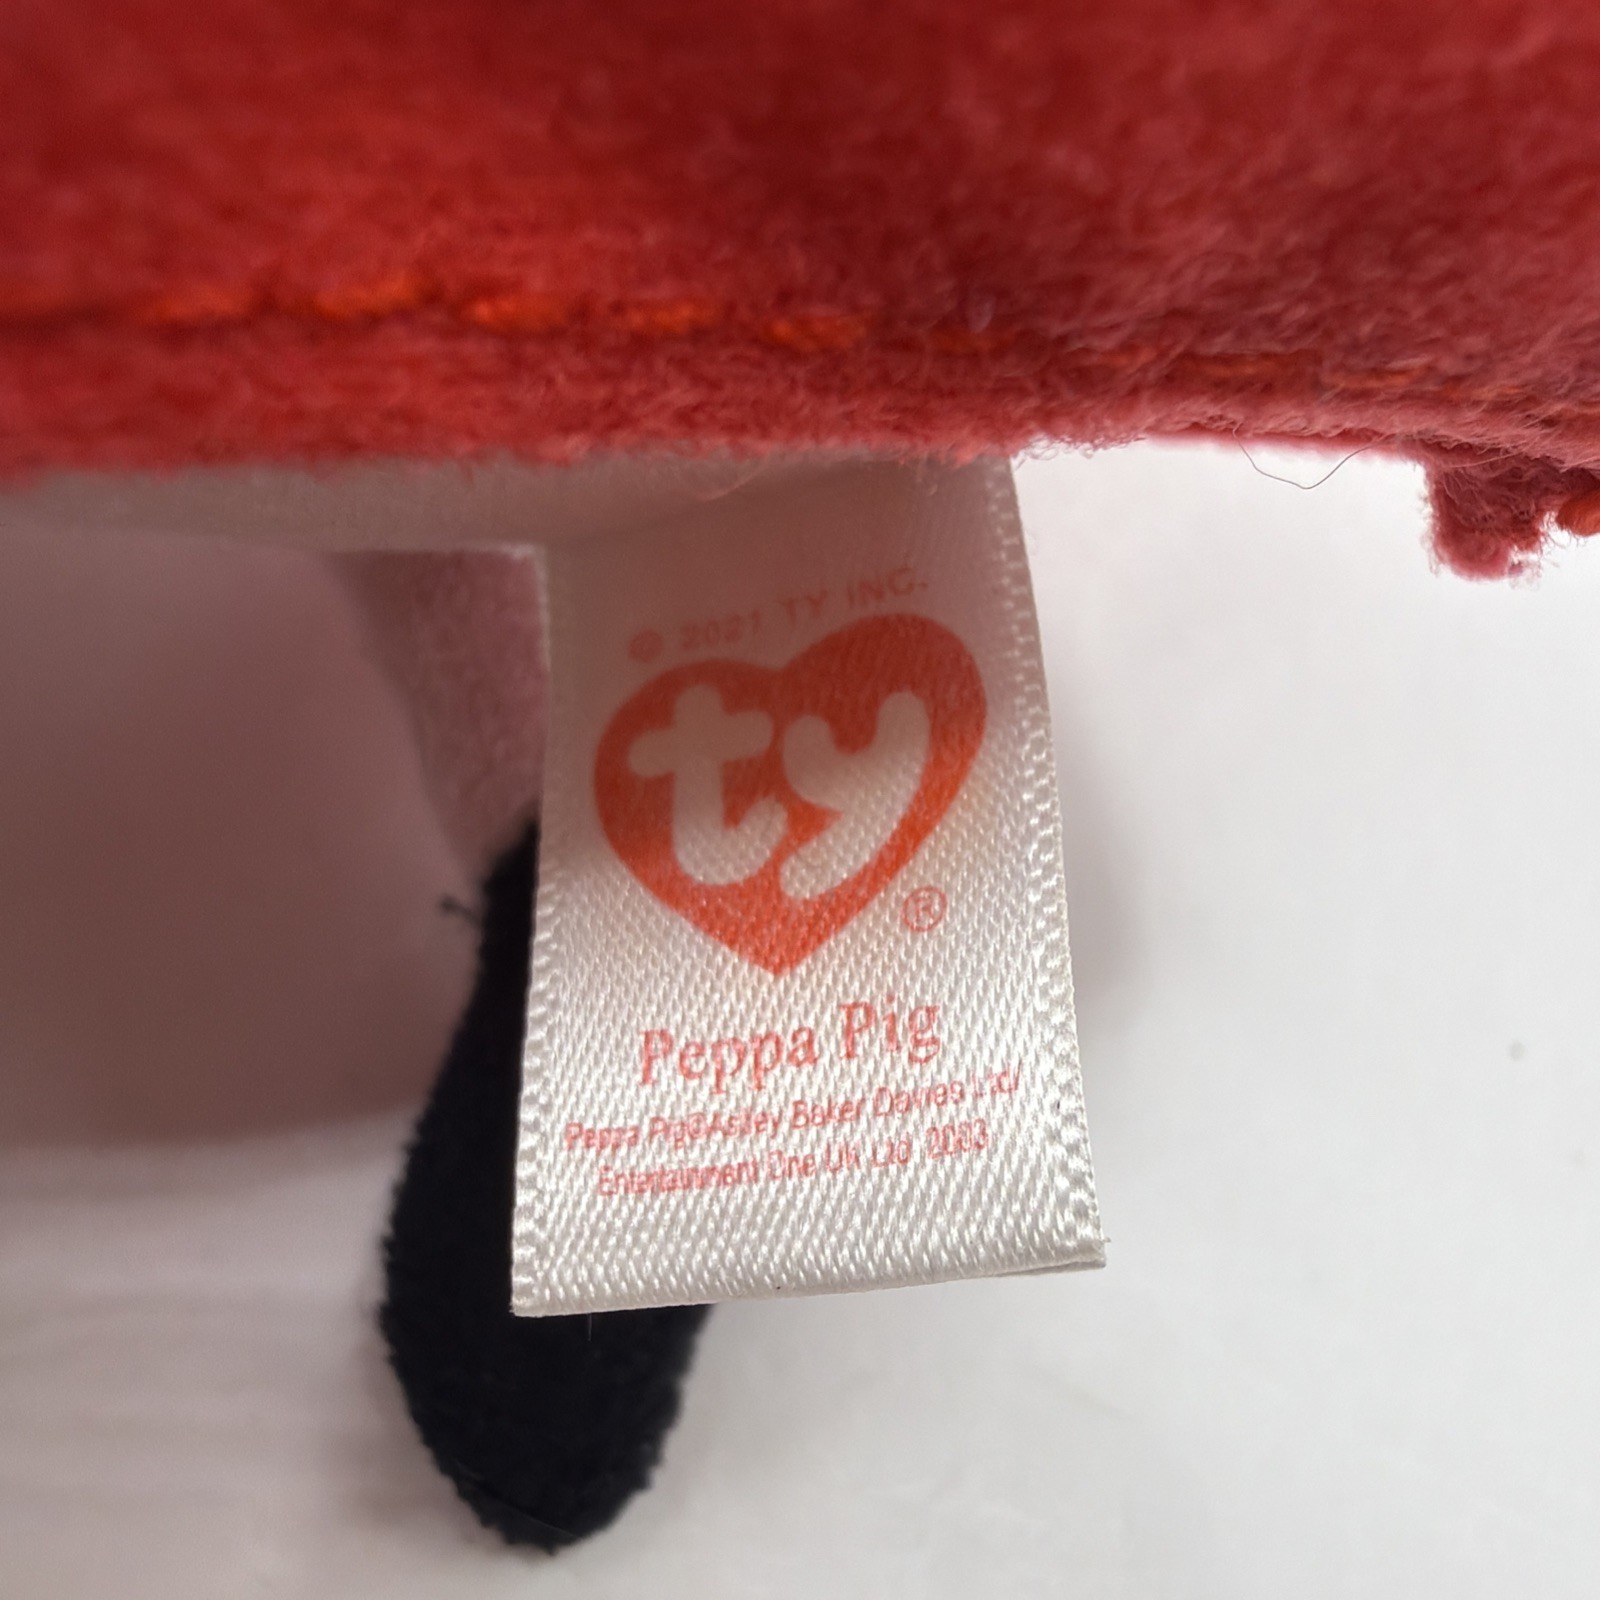 © 2021 TY INC.
ty
®
Peppa Pig
Peppa Pig©Astley Baker Davies Ltd/
Entertainment One UK Ltd 2003